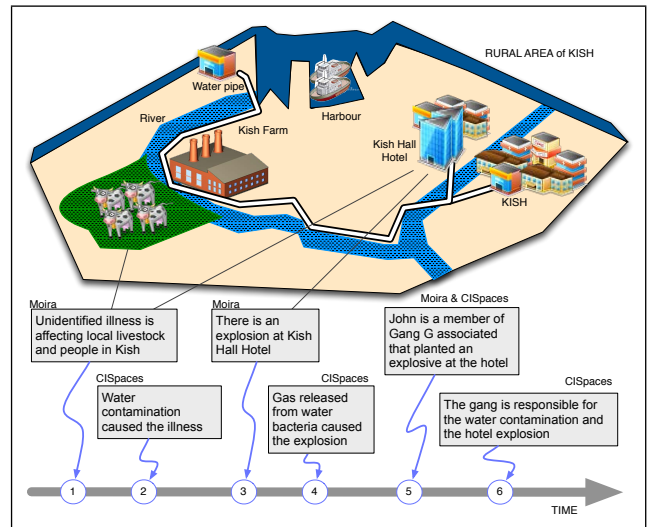 RURAL AREA of KISH
Water pipe
Harbour
River
Kish Farm
Kish Hall
Hotel
KISH
Moira
Unidentified illness is
affecting local livestock
and people in Kish
Moira
There is an
explosion at Kish
Hall Hotel
Moira & CISpaces
John is a member of
Gang G associated
that planted an
explosive at the hotel
CISpaces
Water
contamination
caused the illness
CISpaces
Gas released
from water
bacteria caused
the explosion
CISpaces
The gang is responsible for
the water contamination and
the hotel explosion
1
2
3
4
5
6
TIME